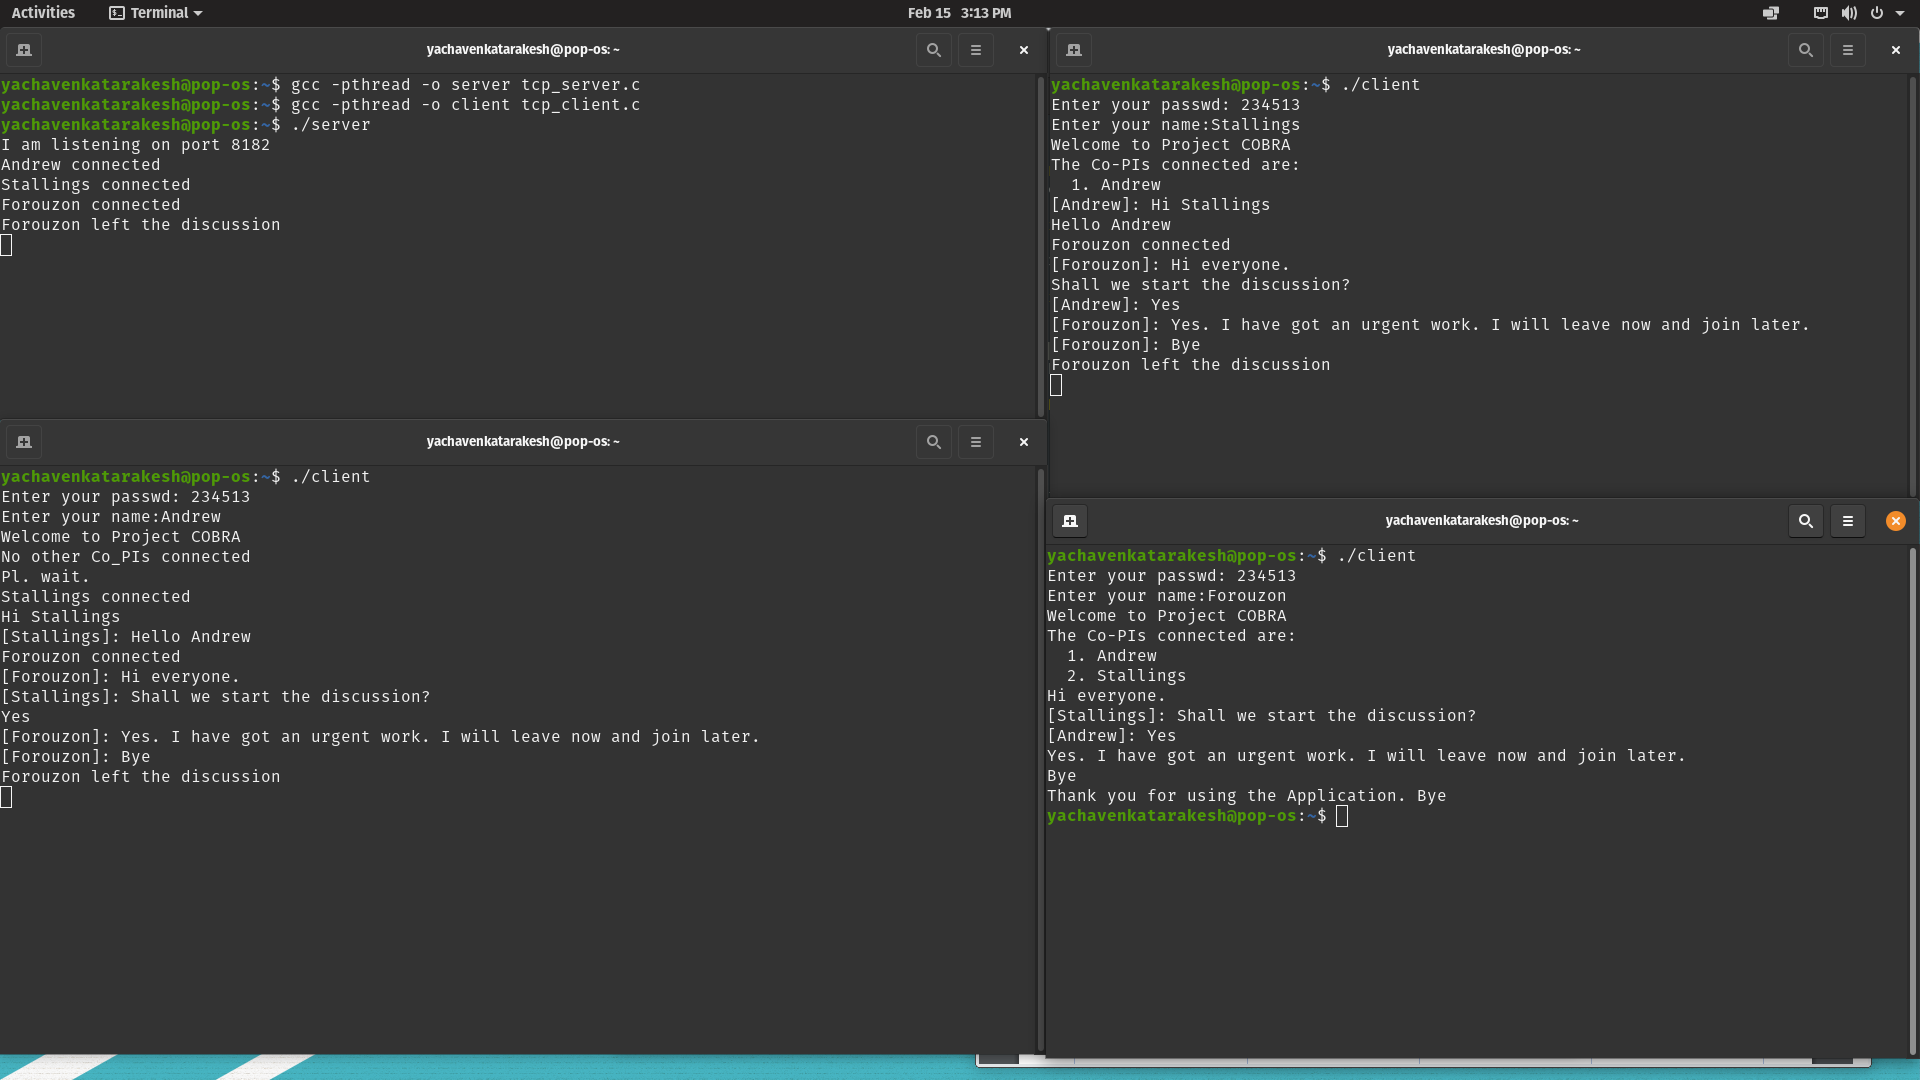 Activities
Terminal
Feb 15 3:13 PM
yachavenkatarakesh@pop-os: ~
yachavenkatarakesh@pop-os:~$ gcc -pthread -o server tcp_server.c
yachavenkatarakesh@pop-os:~$ gcc -pthread -o client tcp_client.c
yachavenkatarakesh@pop-os:~$ ./server
I am listening on port 8182
Andrew connected
Stallings connected
Forouzon connected
Forouzon left the discussion
yachavenkatarakesh@pop-os: ~
yachavenkatarakesh@pop-os:~$ ./client
Enter your passwd: 234513
Enter your name:Stallings
Welcome to Project COBRA
The Co-PIs connected are:
1. Andrew
[Andrew]: Hi Stallings
Hello Andrew
Forouzon connected
[Forouzon]: Hi everyone.
Shall we start the discussion?
[Andrew]: Yes
[Forouzon]: Yes. I have got an urgent work. I will leave now and join later.
[Forouzon]: Bye
Forouzon left the discussion
yachavenkatarakesh@pop-os: ~
yachavenkatarakesh@pop-os:~$ ./client
Enter your passwd: 234513
Enter your name:Andrew
Welcome to Project COBRA
No other Co_PIs connected
Pl. wait.
Stallings connected
Hi Stallings
[Stallings]: Hello Andrew
Forouzon connected
[Forouzon]: Hi everyone.
[Stallings]: Shall we start the discussion?
Yes
[Forouzon]: Yes. I have got an urgent work. I will leave now and join later.
[Forouzon]: Bye
Forouzon left the discussion
yachavenkatarakesh@pop-os: ~
yachavenkatarakesh@pop-os:~$ ./client
Enter your passwd: 234513
Enter your name:Forouzon
Welcome to Project COBRA
The Co-PIs connected are:
1. Andrew
2. Stallings
Hi everyone.
[Stallings]: Shall we start the discussion?
[Andrew]: Yes
Yes. I have got an urgent work. I will leave now and join later.
Bye
Thank you for using the Application. Bye
yachavenkatarakesh@pop-os:~$